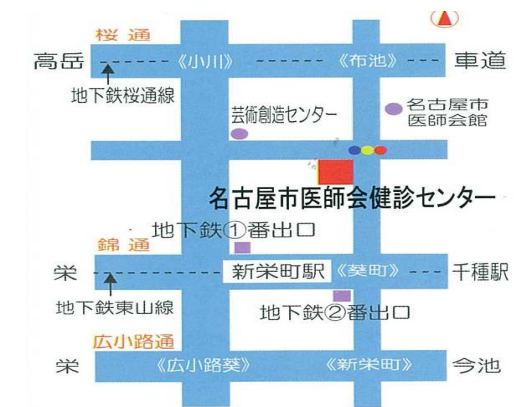 桜 通
高岳
《小川》
《布池》
車道
地下鉄桜通線
芸術創造センター
名古屋市
医師会館
名古屋市医師会健診センター
地下鉄①番出口
錦 通
栄
新栄町駅
《葵町》
千種駅
地下鉄東山線
地下鉄②番出口
広小路通
栄
《広小路葵》
《新栄町》
今池